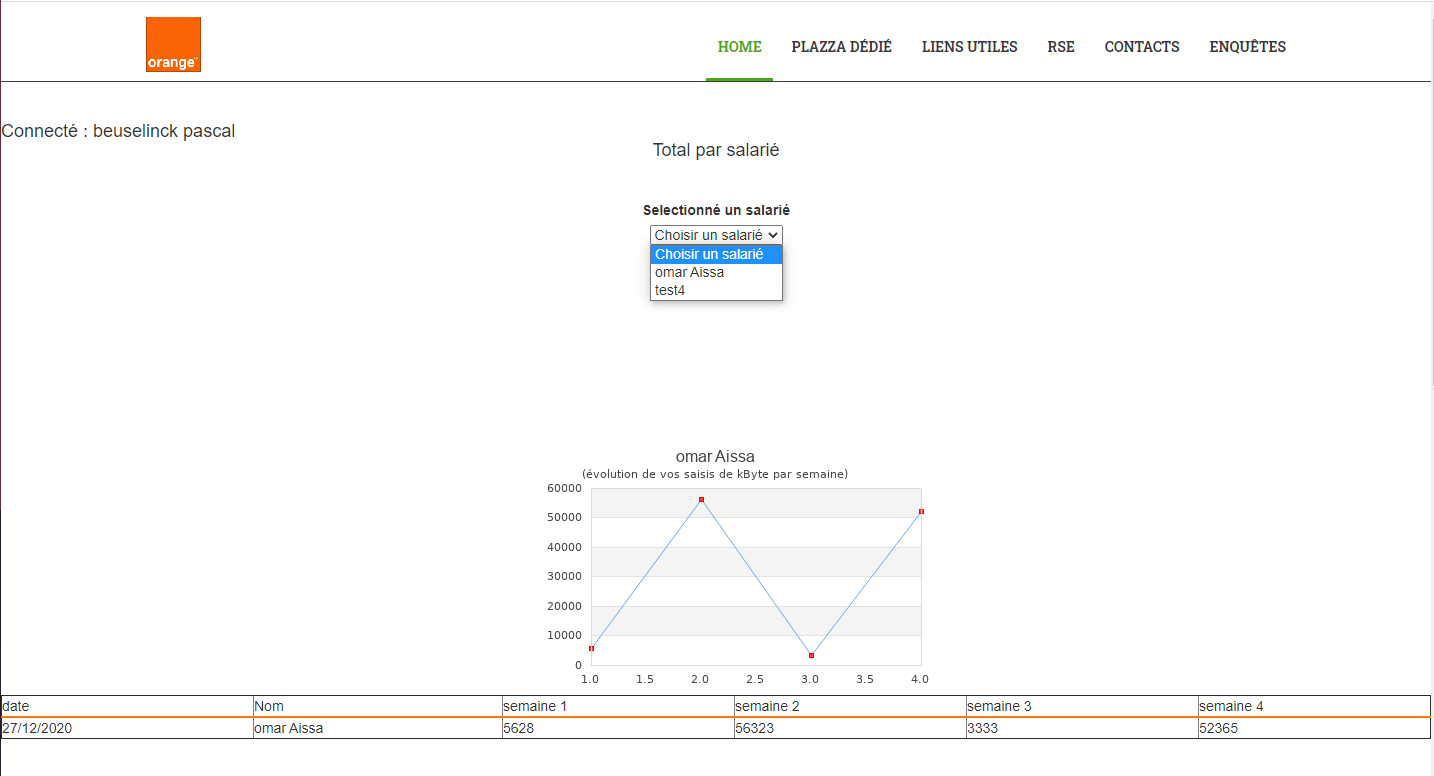 orange™
HOME PLAZZA DÉDIÉ LIENS UTILES RSE CONTACTS ENQUÊTES
Connecté : beuselinck pascal
Total par salarié
Selectionné un salarié
Choisir un salarié
Choisir un salarié
omar Aissa
test4
omar Aissa
(évolution de vos saisis de kByte par semaine)
60000
50000
40000
30000
20000
10000
0
1.0 1.5 2.0 2.5 3.0 3.5 4.0
date Nom semaine 1 semaine 2 semaine 3 semaine 4
27/12/2020 omar Aissa 5628 56323 3333 52365